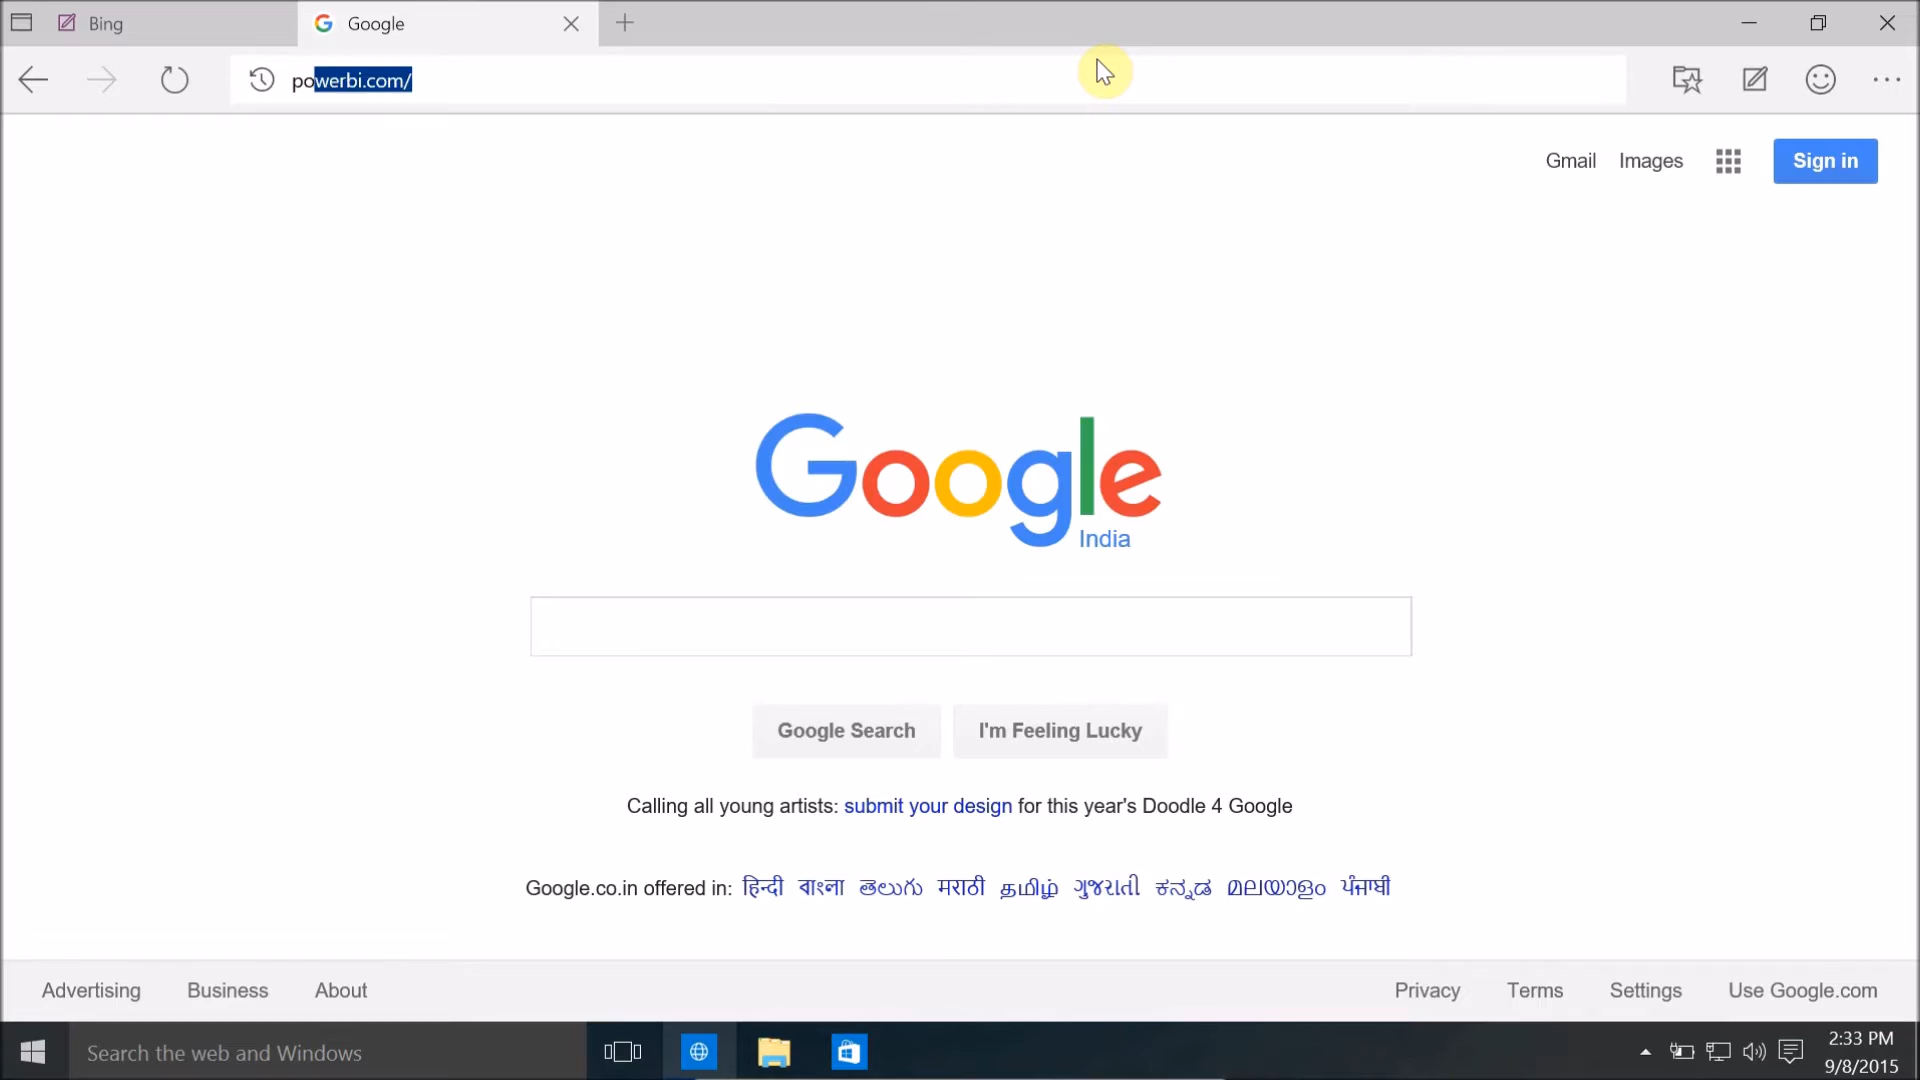 Bing
Google
powerbi.com/
Gmail Images Sign in
Google
India
Google Search I'm Feeling Lucky
Calling all young artists: submit your design for this year's Doodle 4 Google
Google.co.in offered in: हिन्दी বাংলা తెలుగు मराठी தமிழ் ગુજરાતી ಕನ್ನಡ മലയാളം ਪੰਜਾਬੀ
Advertising Business About Privacy Terms Settings Use Google.com
Search the web and Windows
2:33 PM
9/8/2015